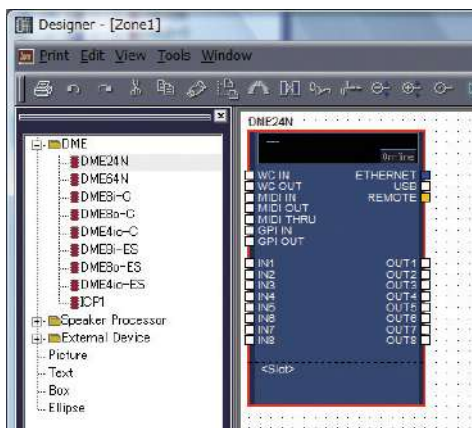 Designer - [Zone1]
Print Edit View Tools Window
DME
DME24N
DME64N
DME8i-C
DME8o-C
DME4io-C
DME8i-ES
DME8o-ES
DME4io-ES
ICP1
Speaker Processor
External Device
Picture
Text
Box
Ellipse
DME24N
Online
WC IN ETHERNET
WC OUT USB
MIDI IN REMOTE
MIDI OUT
MIDI THRU
GPI IN
GPI OUT
IN1 OUT1
IN2 OUT2
IN3 OUT3
IN4 OUT4
IN5 OUT5
IN6 OUT6
IN7 OUT7
IN8 OUT8
<Slot>